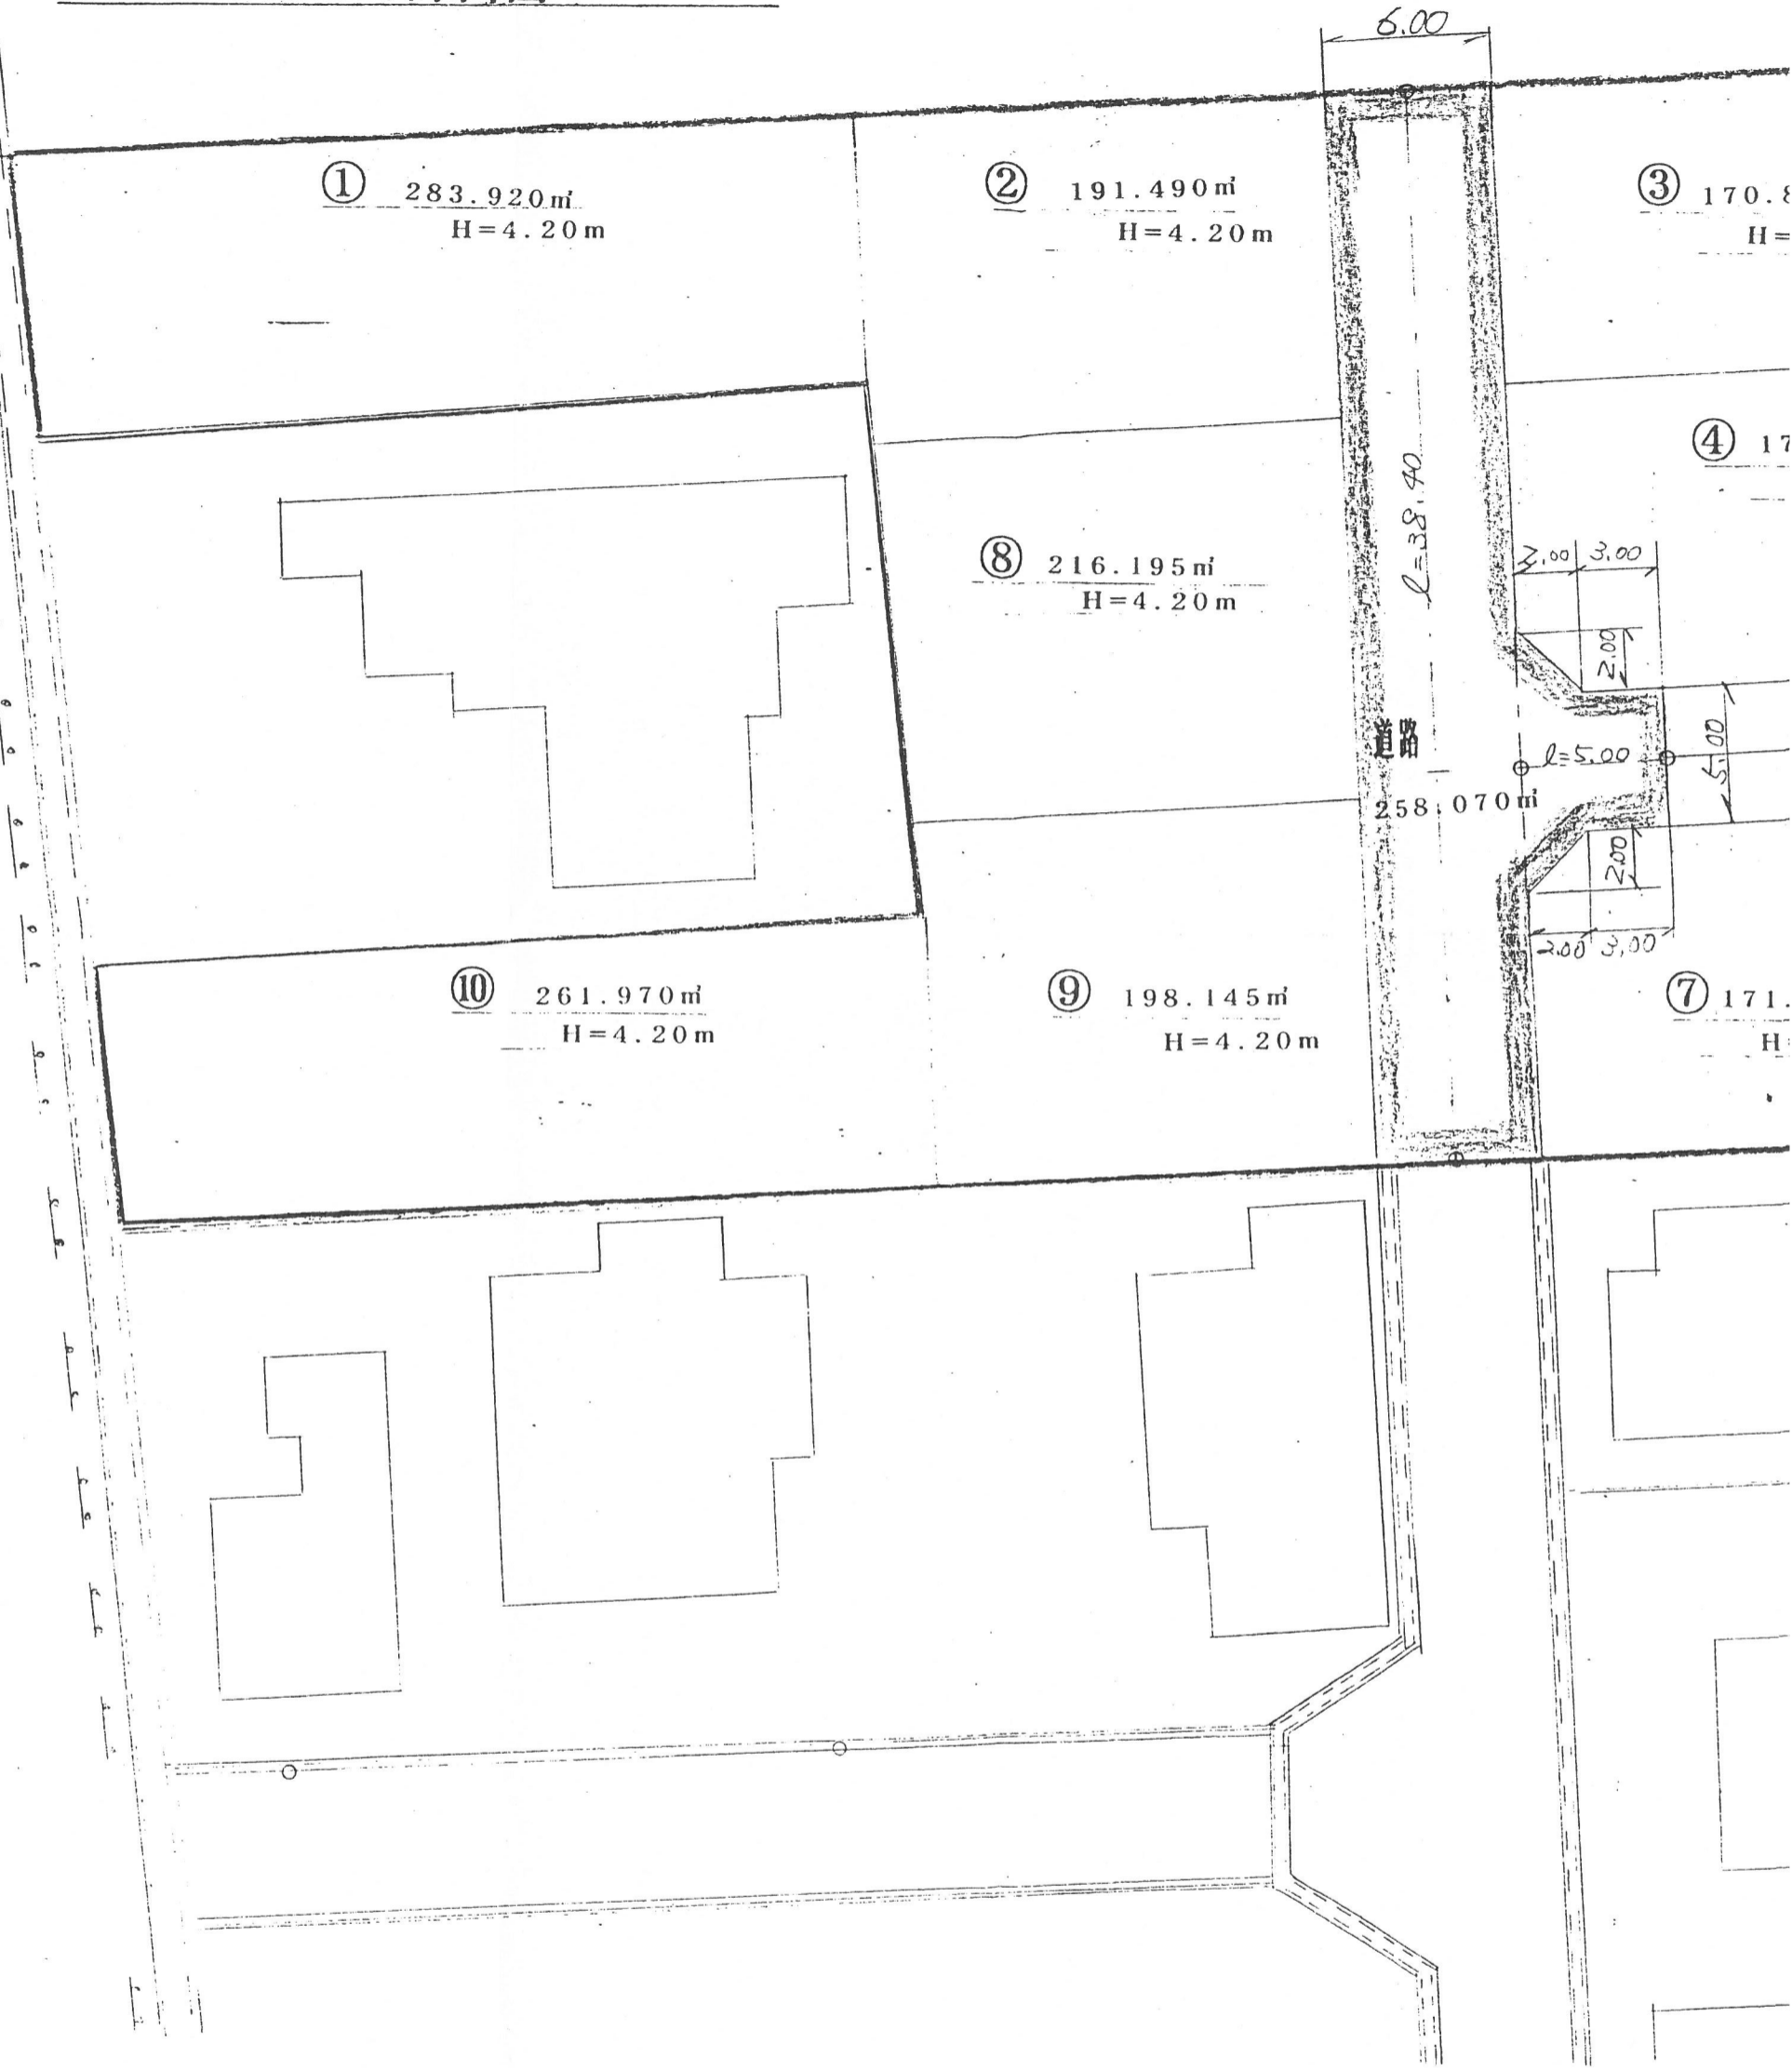 6.00
① 283.920㎡
H=4.20m
② 191.490㎡
H=4.20m
③ 170.8
H=
④ 17
ℓ=38.40
⑧ 216.195㎡
H=4.20m
2.00 3.00
2.00
道路
258.070㎡
ℓ=5.00
5.00
2.00
2.00 3.00
⑩ 261.970㎡
H=4.20m
⑨ 198.145㎡
H=4.20m
⑦ 171.
H